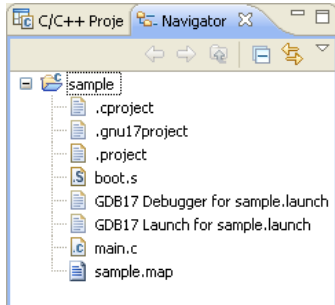 C/C++ Proje Navigator
sample
.cproject
.gnu17project
.project
boot.s
GDB17 Debugger for sample.launch
GDB17 Launch for sample.launch
main.c
sample.map